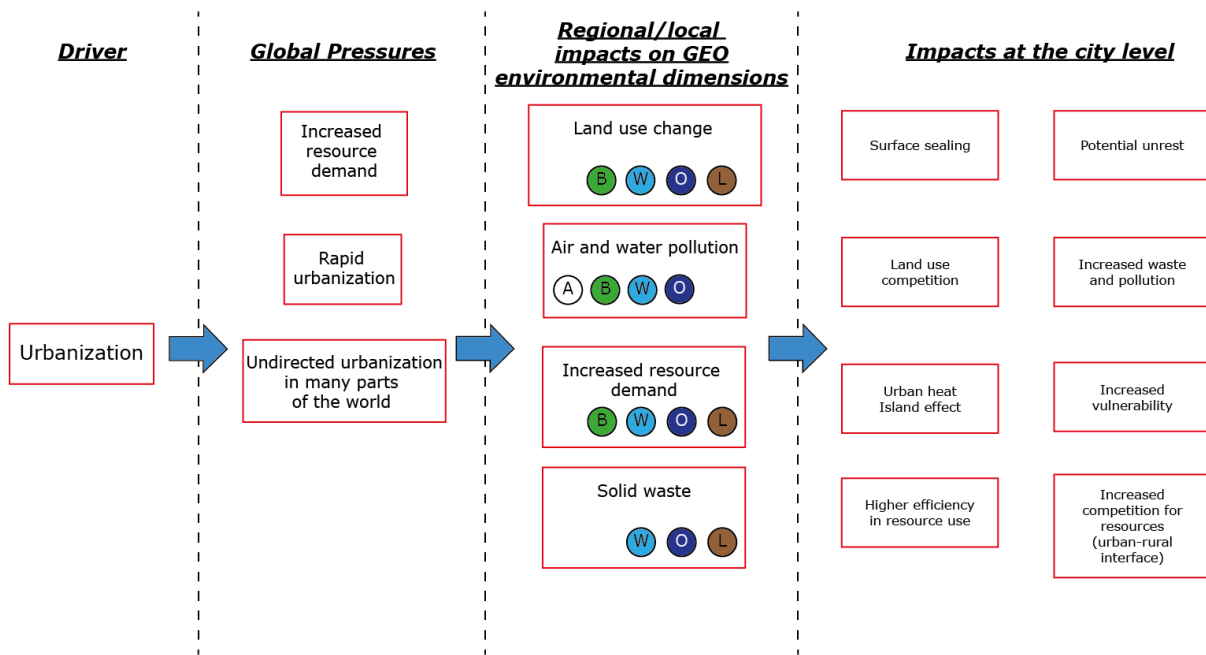 Driver
Global Pressures
Regional/local
impacts on GEO
environmental dimensions
Impacts at the city level
Urbanization
Increased
resource
demand
Rapid
urbanization
Undirected urbanization
in many parts
of the world
Land use change
B W O L
Air and water pollution
A B W O
Increased resource
demand
B W O L
Solid waste
W O L
Surface sealing
Potential unrest
Land use
competition
Increased waste
and pollution
Urban heat
Island effect
Increased
vulnerability
Higher efficiency
in resource use
Increased
competition for
resources
(urban-rural
interface)